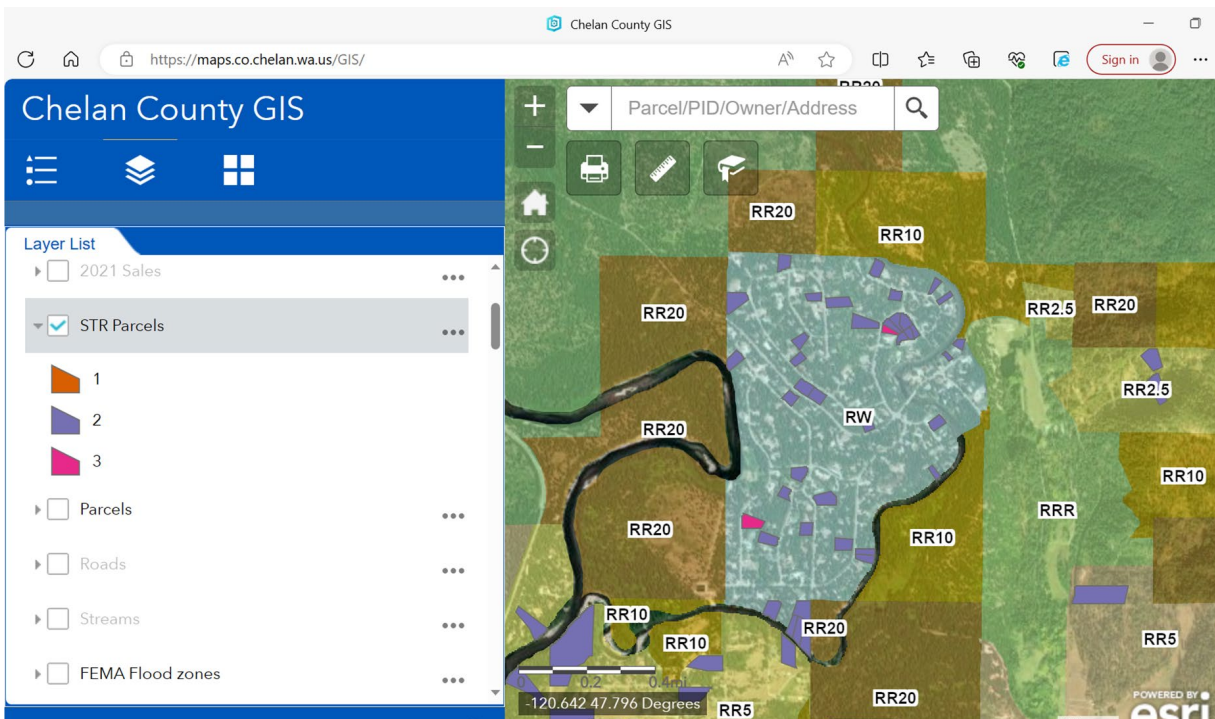 Chelan County GIS
https://maps.co.chelan.wa.us/GIS/
Sign in
Chelan County GIS
Parcel/PID/Owner/Address
Layer List
2021 Sales
STR Parcels
1
2
3
Parcels
Roads
Streams
FEMA Flood zones
RR20
RR20
RR10
RR20
RR2.5
RR20
RR2.5
RW
RR20
RR10
RRR
RR20
RR10
RR10
RR20
RR10
RR5
0 0.2 0.4mi
-120.642 47.796 Degrees
RR5
RR20
POWERED BY
esri